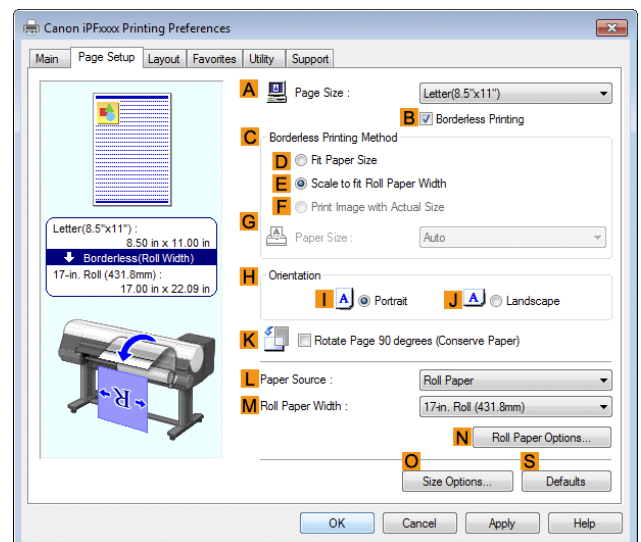 Canon iPFxxxx Printing Preferences
Main Page Setup Layout Favorites Utility Support
A Page Size : Letter(8.5"x11")
B Borderless Printing
C Borderless Printing Method
D Fit Paper Size
E Scale to fit Roll Paper Width
F Print Image with Actual Size
G Paper Size : Auto
Letter(8.5"x11") :
8.50 in x 11.00 in
Borderless(Roll Width)
17-in. Roll (431.8mm) :
17.00 in x 22.09 in
H Orientation
I A Portrait J A Landscape
K Rotate Page 90 degrees (Conserve Paper)
R
L Paper Source : Roll Paper
M Roll Paper Width : 17-in. Roll (431.8mm)
N Roll Paper Options...
O S
Size Options... Defaults
OK Cancel Apply Help